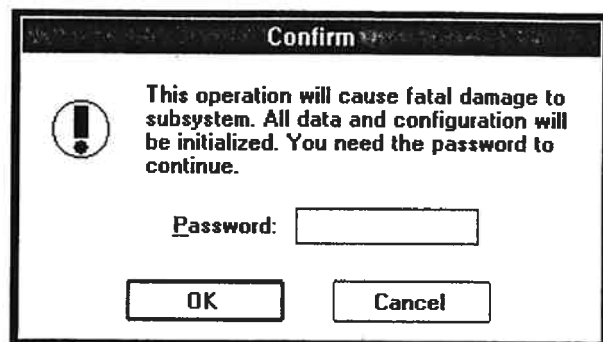 Confirm
This operation will cause fatal damage to
subsystem. All data and configuration will
be initialized. You need the password to
continue.
Password:
OK
Cancel